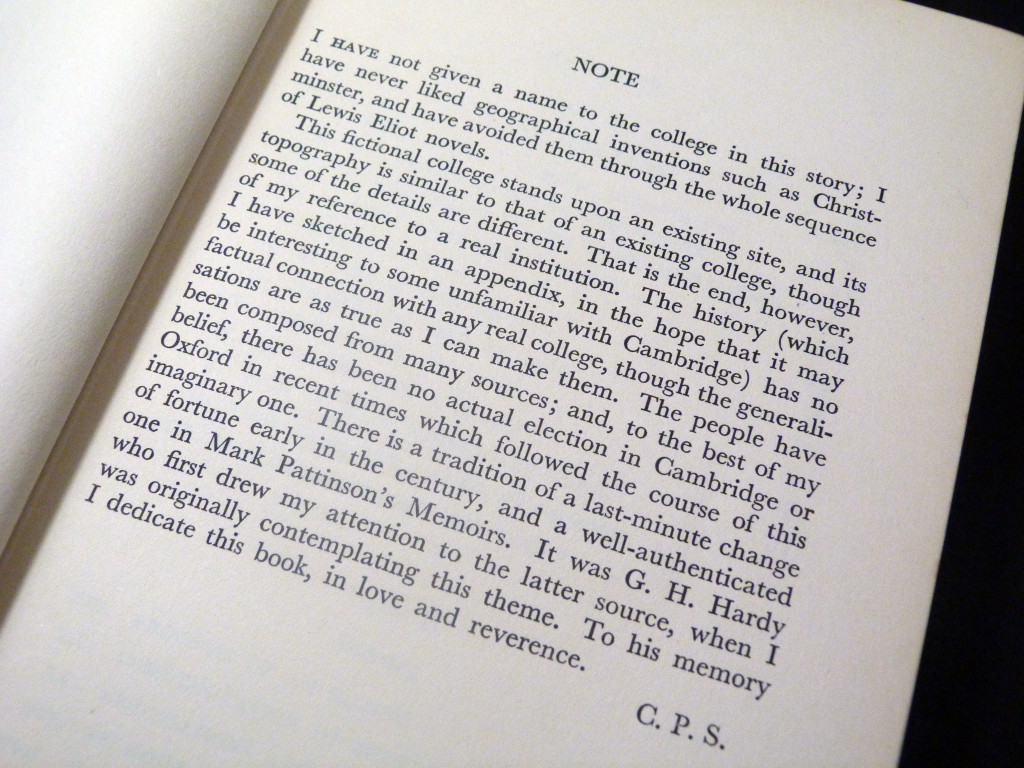 NOTE
I HAVE not given a name to the college in this story; I
have never liked geographical inventions such as Christ-
minster, and have avoided them through the whole sequence
of Lewis Eliot novels.
This fictional college stands upon an existing site, and its
topography is similar to that of an existing college, though
some of the details are different. That is the end, however,
of my reference to a real institution. The history (which
I have sketched in an appendix, in the hope that it may
be interesting to some unfamiliar with Cambridge) has no
factual connection with any real college, though the generali-
sations are as true as I can make them. The people have
been composed from many sources; and, to the best of my
belief, there has been no actual election in Cambridge or
Oxford in recent times which followed the course of this
imaginary one. There is a tradition of a last-minute change
of fortune early in the century, and a well-authenticated
one in Mark Pattinson's Memoirs. It was G. H. Hardy
who first drew my attention to the latter source, when I
was originally contemplating this theme. To his memory
I dedicate this book, in love and reverence.
C. P. S.